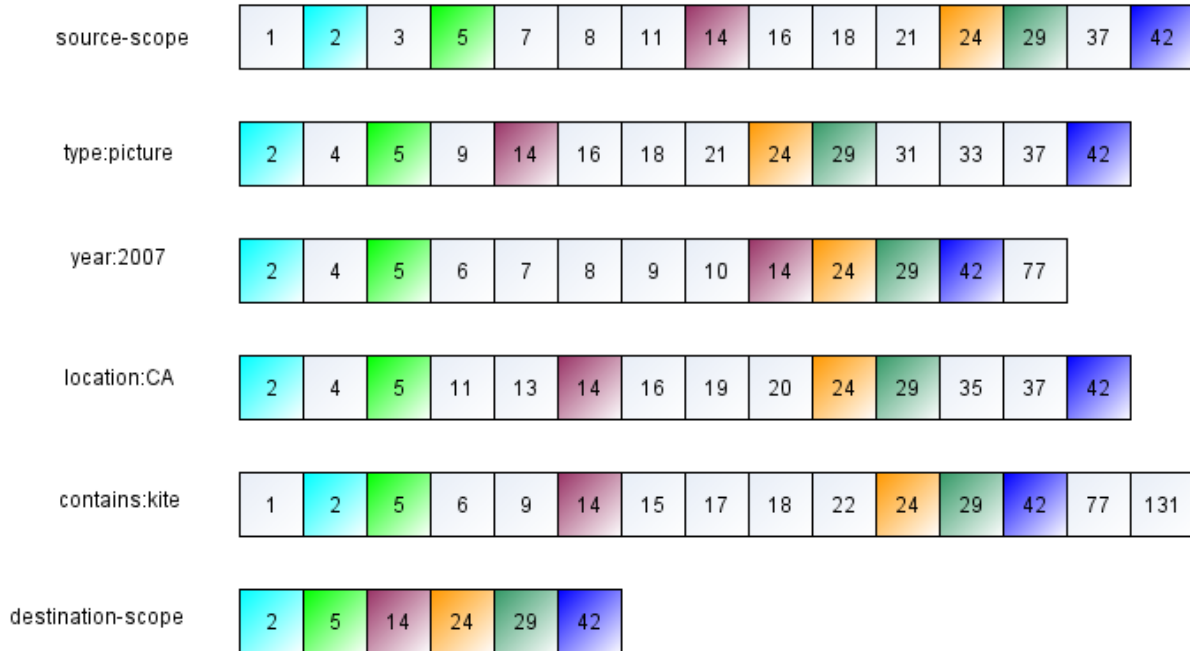 source-scope 1 2 3 5 7 8 11 14 16 18 21 24 29 37 42
type:picture 2 4 5 9 14 16 18 21 24 29 31 33 37 42
year:2007 2 4 5 6 7 8 9 10 14 24 29 42 77
location:CA 2 4 5 11 13 14 16 19 20 24 29 35 37 42
contains:kite 1 2 5 6 9 14 15 17 18 22 24 29 42 77 131
destination-scope 2 5 14 24 29 42